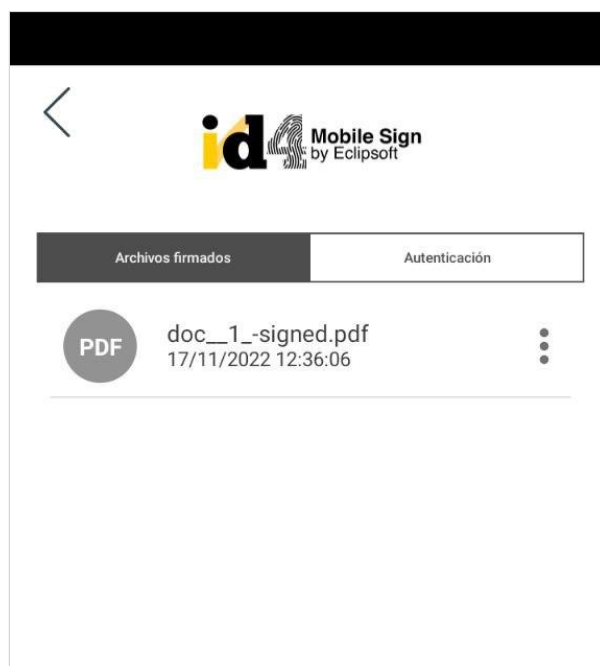 id4 Mobile Sign
by Eclipsoft
Archivos firmados
Autenticación
PDF
doc__1_-signed.pdf
17/11/2022 12:36:06